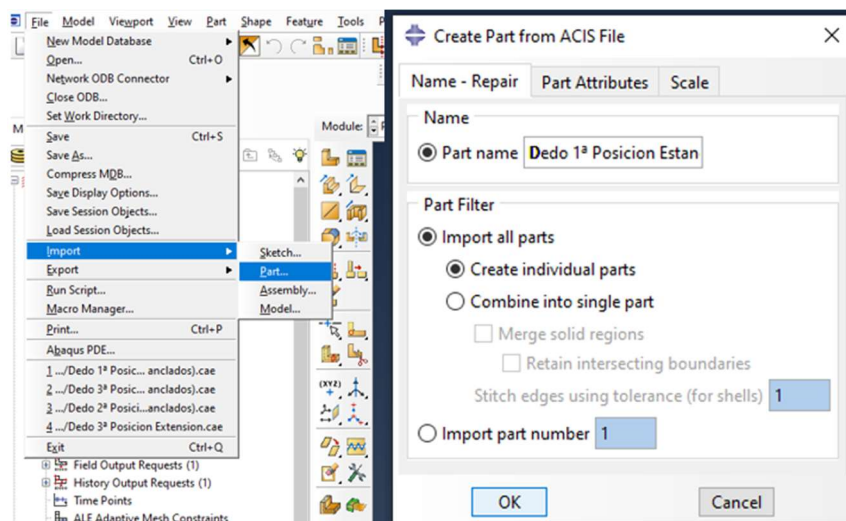 File Model Viewport View Part Shape Feature Tools
New Model Database
Open... Ctrl+O
Network ODB Connector
Close ODB...
Set Work Directory...
Save Ctrl+S
Save As...
Compress MDB...
Save Display Options...
Save Session Objects...
Load Session Objects...
Import
Export
Run Script...
Macro Manager...
Print... Ctrl+P
Abaqus PDE...
1 .../Dedo 1ª Posic... anclados).cae
2 .../Dedo 3ª Posic... anclados).cae
3 .../Dedo 2ª Posici...anclados).cae
4 .../Dedo 3ª Posicion Extension.cae
Exit Ctrl+Q
Sketch...
Part...
Assembly...
Model...
Module:
(XYZ)
Field Output Requests (1)
History Output Requests (1)
Time Points
ALE Adaptive Mesh Constraints
Create Part from ACIS File
Name - Repair Part Attributes Scale
Name
Part name Dedo 1ª Posicion Estan
Part Filter
Import all parts
Create individual parts
Combine into single part
Merge solid regions
Retain intersecting boundaries
Stitch edges using tolerance (for shells) 1
Import part number 1
OK Cancel